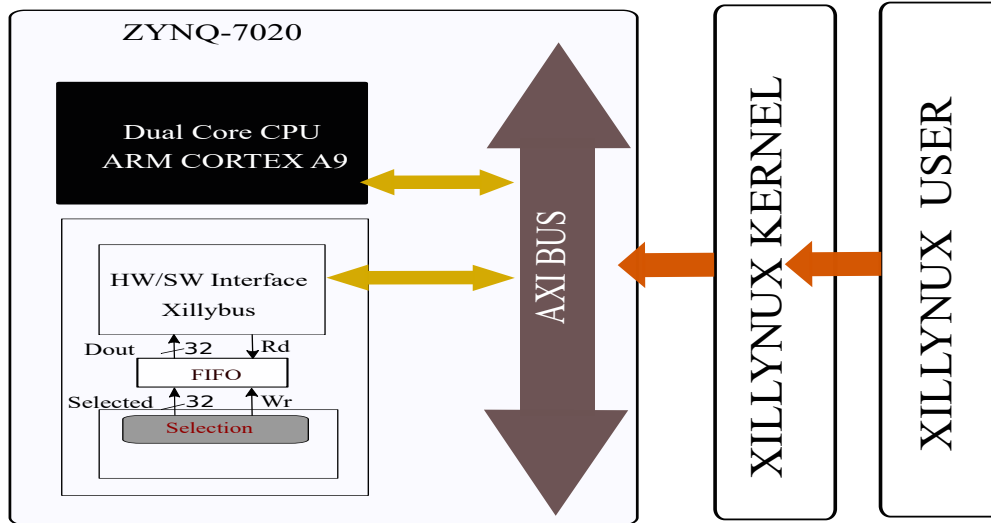 ZYNQ-7020
Dual Core CPU
ARM CORTEX A9
HW/SW Interface
Xillybus
Dout
32
Rd
FIFO
Selected
32
Wr
Selection
AXI BUS
XILLYNUX KERNEL
XILLYNUX USER